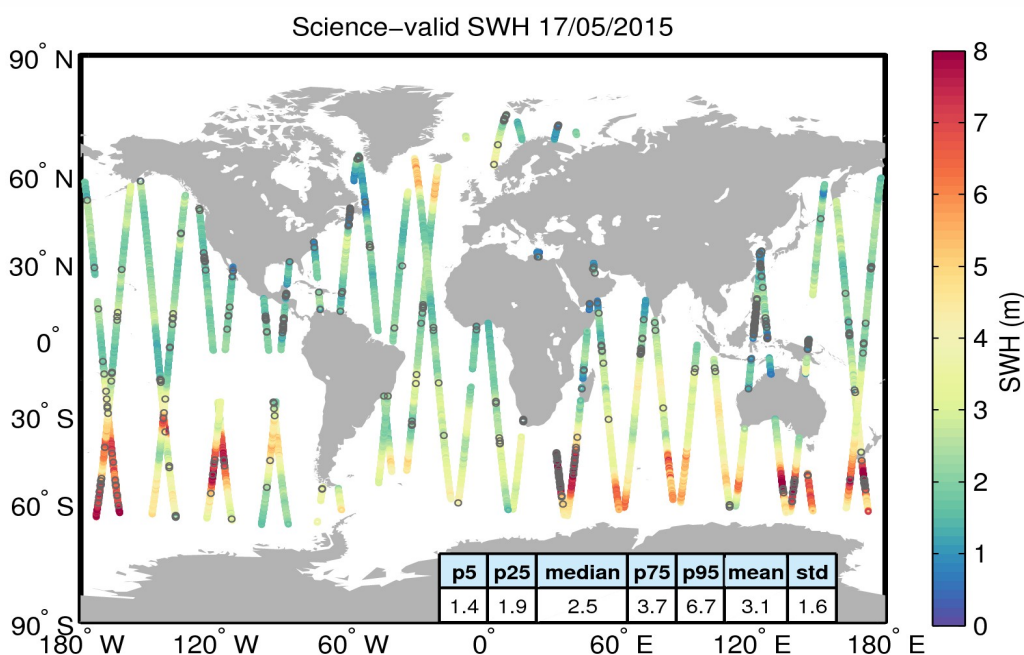 Science−valid SWH 17/05/2015
90° N
60° N
30° N
0°
30° S
60° S
90° S
180° W
120° W
60° W
0°
60° E
120° E
180° E
p5 p25 median p75 p95 mean std
1.4 1.9 2.5 3.7 6.7 3.1 1.6
8
7
6
5
4
3
2
1
0
SWH (m)